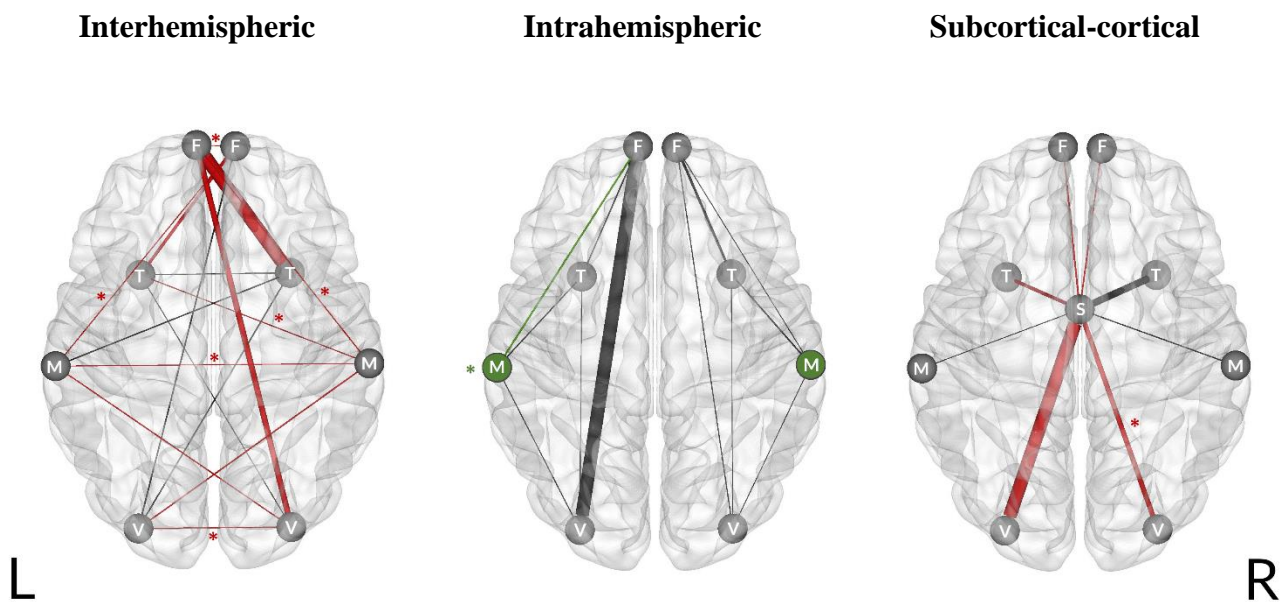 Interhemispheric Intrahemispheric Subcortical-cortical
* 
F F F F F F
T T T T T T
* * S
*
M * M * M M M M
*
V V V V V V
*
L R